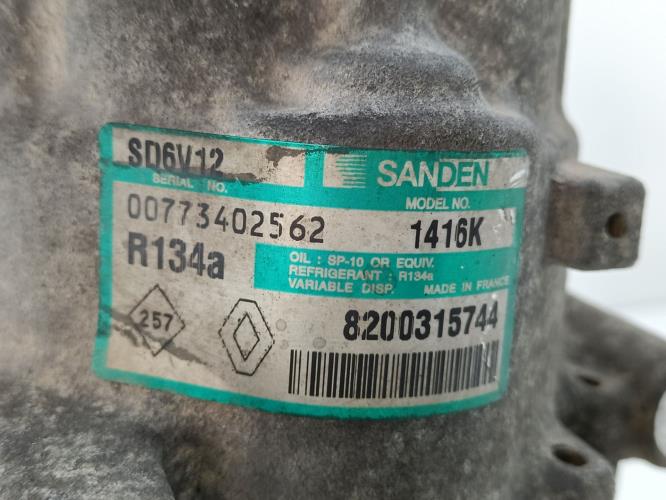 SD6V12
SANDEN
SERIAL NO.
MODEL NO.
00773402562
1416K
R134a
OIL : SP-10 OR EQUIV.
REFRIGERANT : R134a
VARIABLE DISP. MADE IN FRANCE
257
8200315744